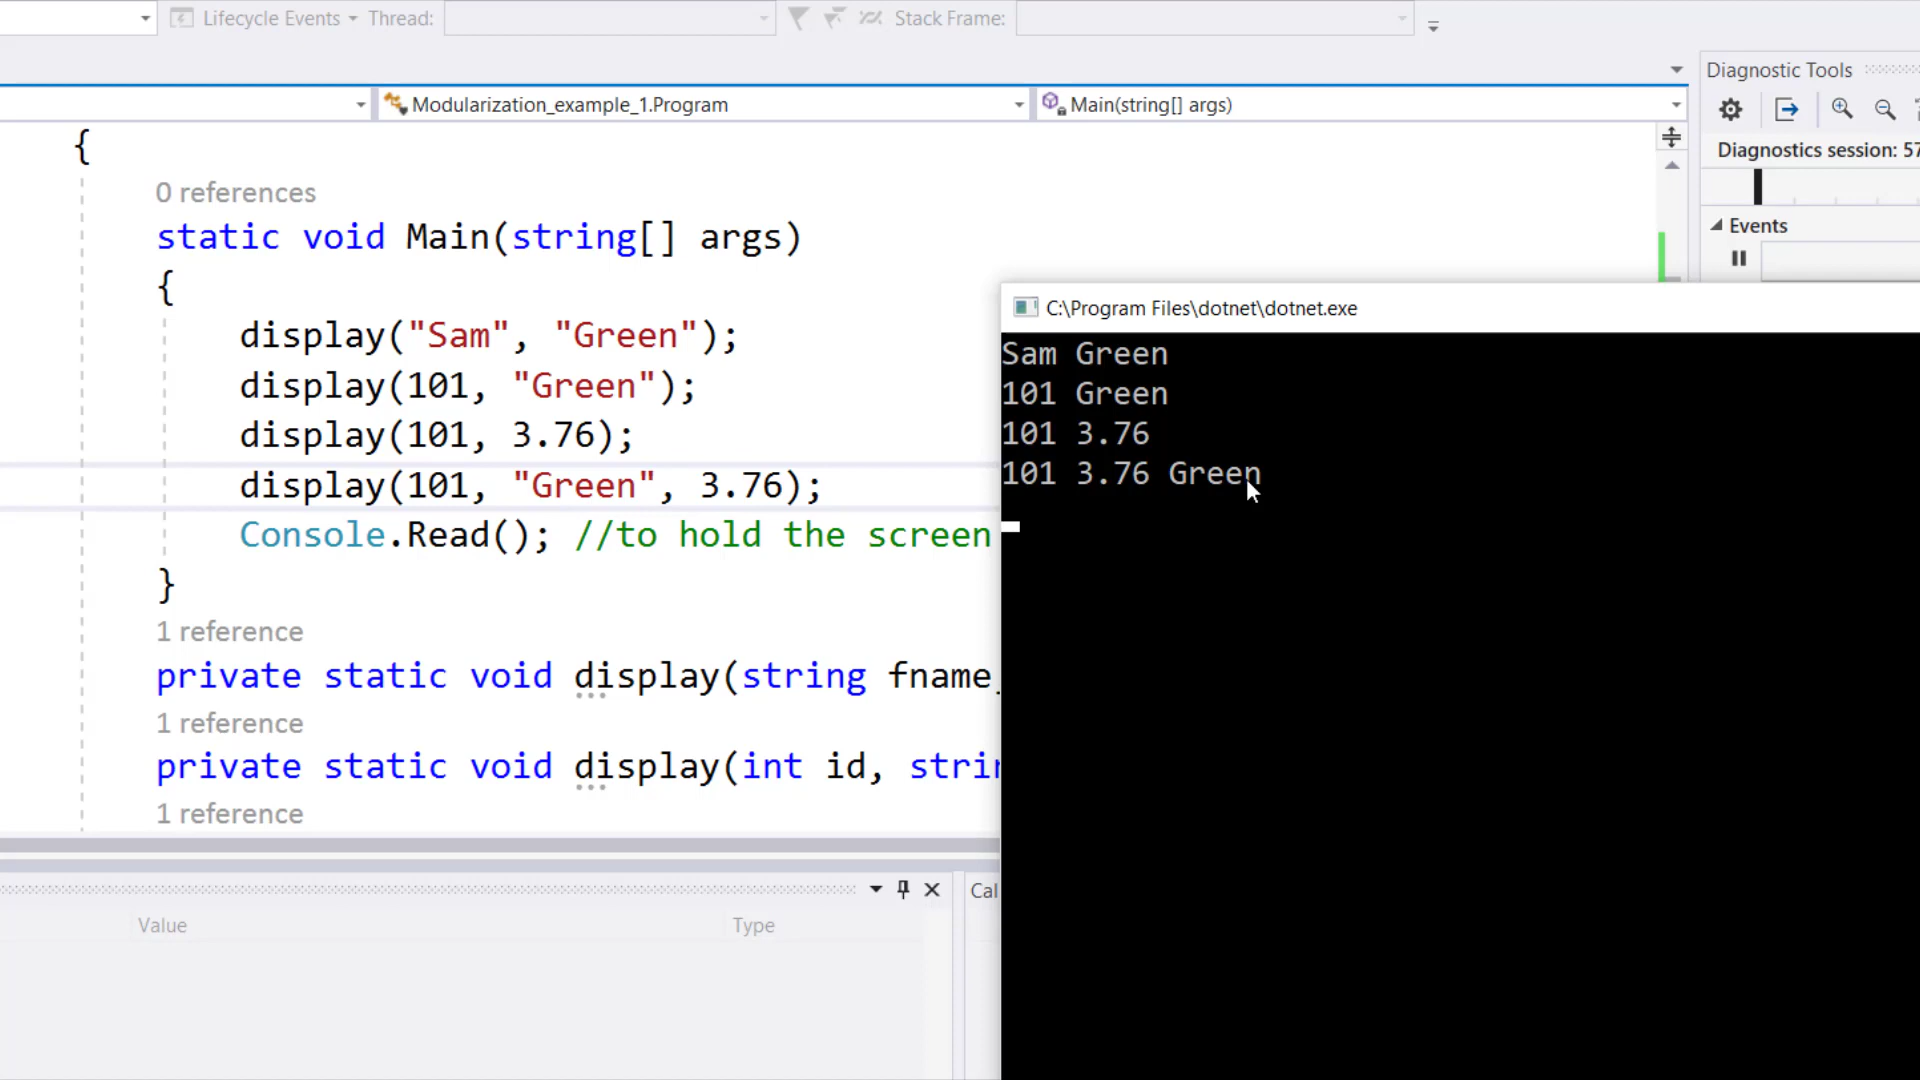 Lifecycle Events Thread: Stack Frame:
Diagnostic Tools
Modularization_example_1.Program Main(string[] args)
Diagnostics session: 57
Events
{
0 references
static void Main(string[] args)
{
display("Sam", "Green");
display(101, "Green");
display(101, 3.76);
display(101, "Green", 3.76);
Console.Read(); //to hold the screen
}
1 reference
private static void display(string fname_
1 reference
private static void display(int id, strin
1 reference
C:\Program Files\dotnet\dotnet.exe
Sam Green
101 Green
101 3.76
101 3.76 Green
Cal
Value Type